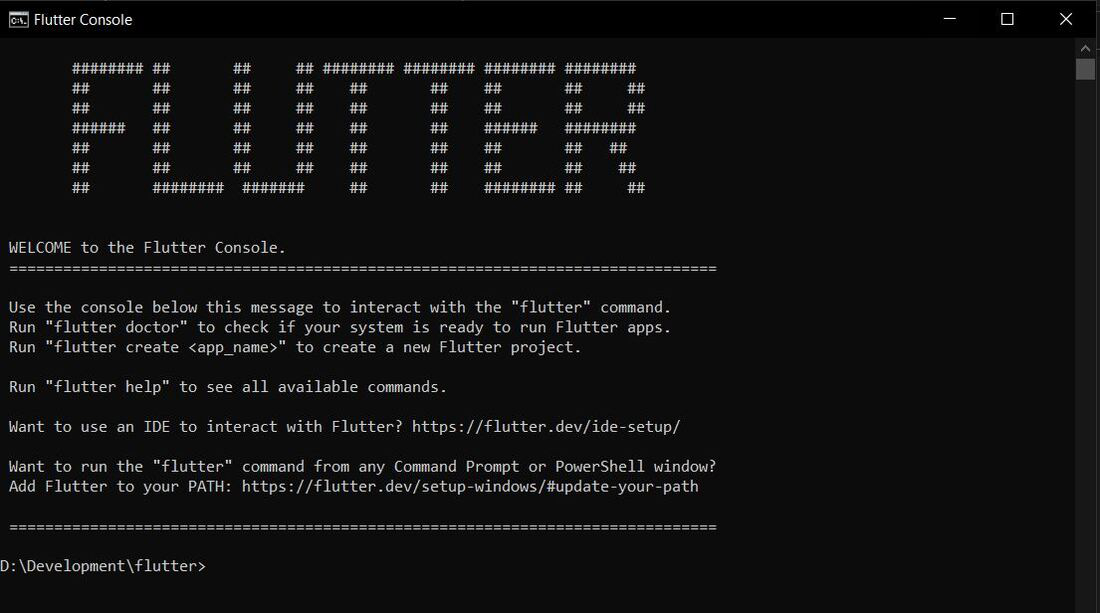 Flutter Console
######## ##       ##     ## ######## ######## ######## ########
##       ##       ##     ##    ##       ##    ##       ##     ##
##       ##       ##     ##    ##       ##    ##       ##     ##
######   ##       ##     ##    ##       ##    ######   ########
##       ##       ##     ##    ##       ##    ##       ##   ##
##       ##       ##     ##    ##       ##    ##       ##    ##
##       ########  #######     ##       ##    ######## ##     ##
WELCOME to the Flutter Console.
===============================================================================
Use the console below this message to interact with the "flutter" command.
Run "flutter doctor" to check if your system is ready to run Flutter apps.
Run "flutter create <app_name>" to create a new Flutter project.
Run "flutter help" to see all available commands.
Want to use an IDE to interact with Flutter? https://flutter.dev/ide-setup/
Want to run the "flutter" command from any Command Prompt or PowerShell window?
Add Flutter to your PATH: https://flutter.dev/setup-windows/#update-your-path
===============================================================================
D:\Development\flutter>